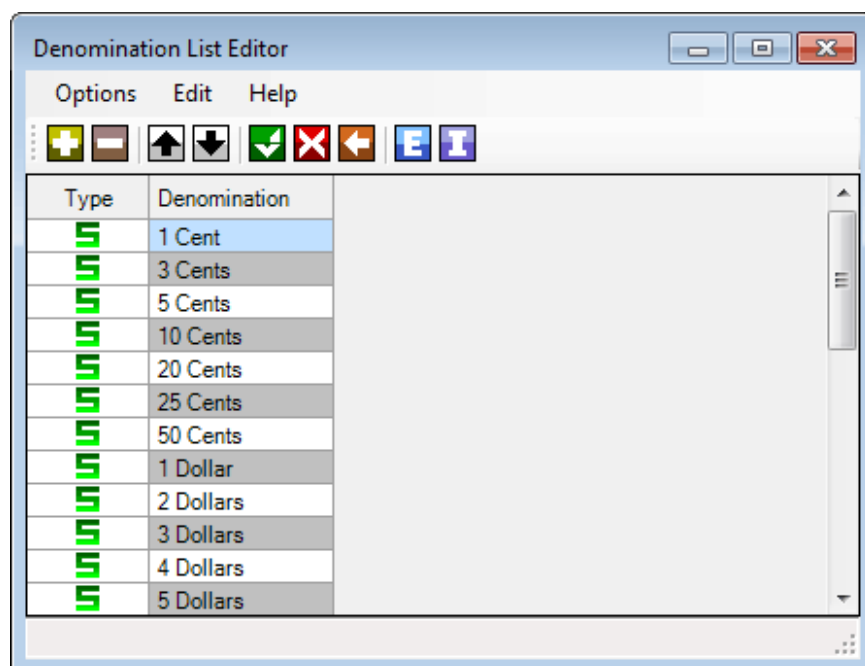 Denomination List Editor
Options Edit Help
E I
Type Denomination
S 1 Cent
S 3 Cents
S 5 Cents
S 10 Cents
S 20 Cents
S 25 Cents
S 50 Cents
S 1 Dollar
S 2 Dollars
S 3 Dollars
S 4 Dollars
S 5 Dollars